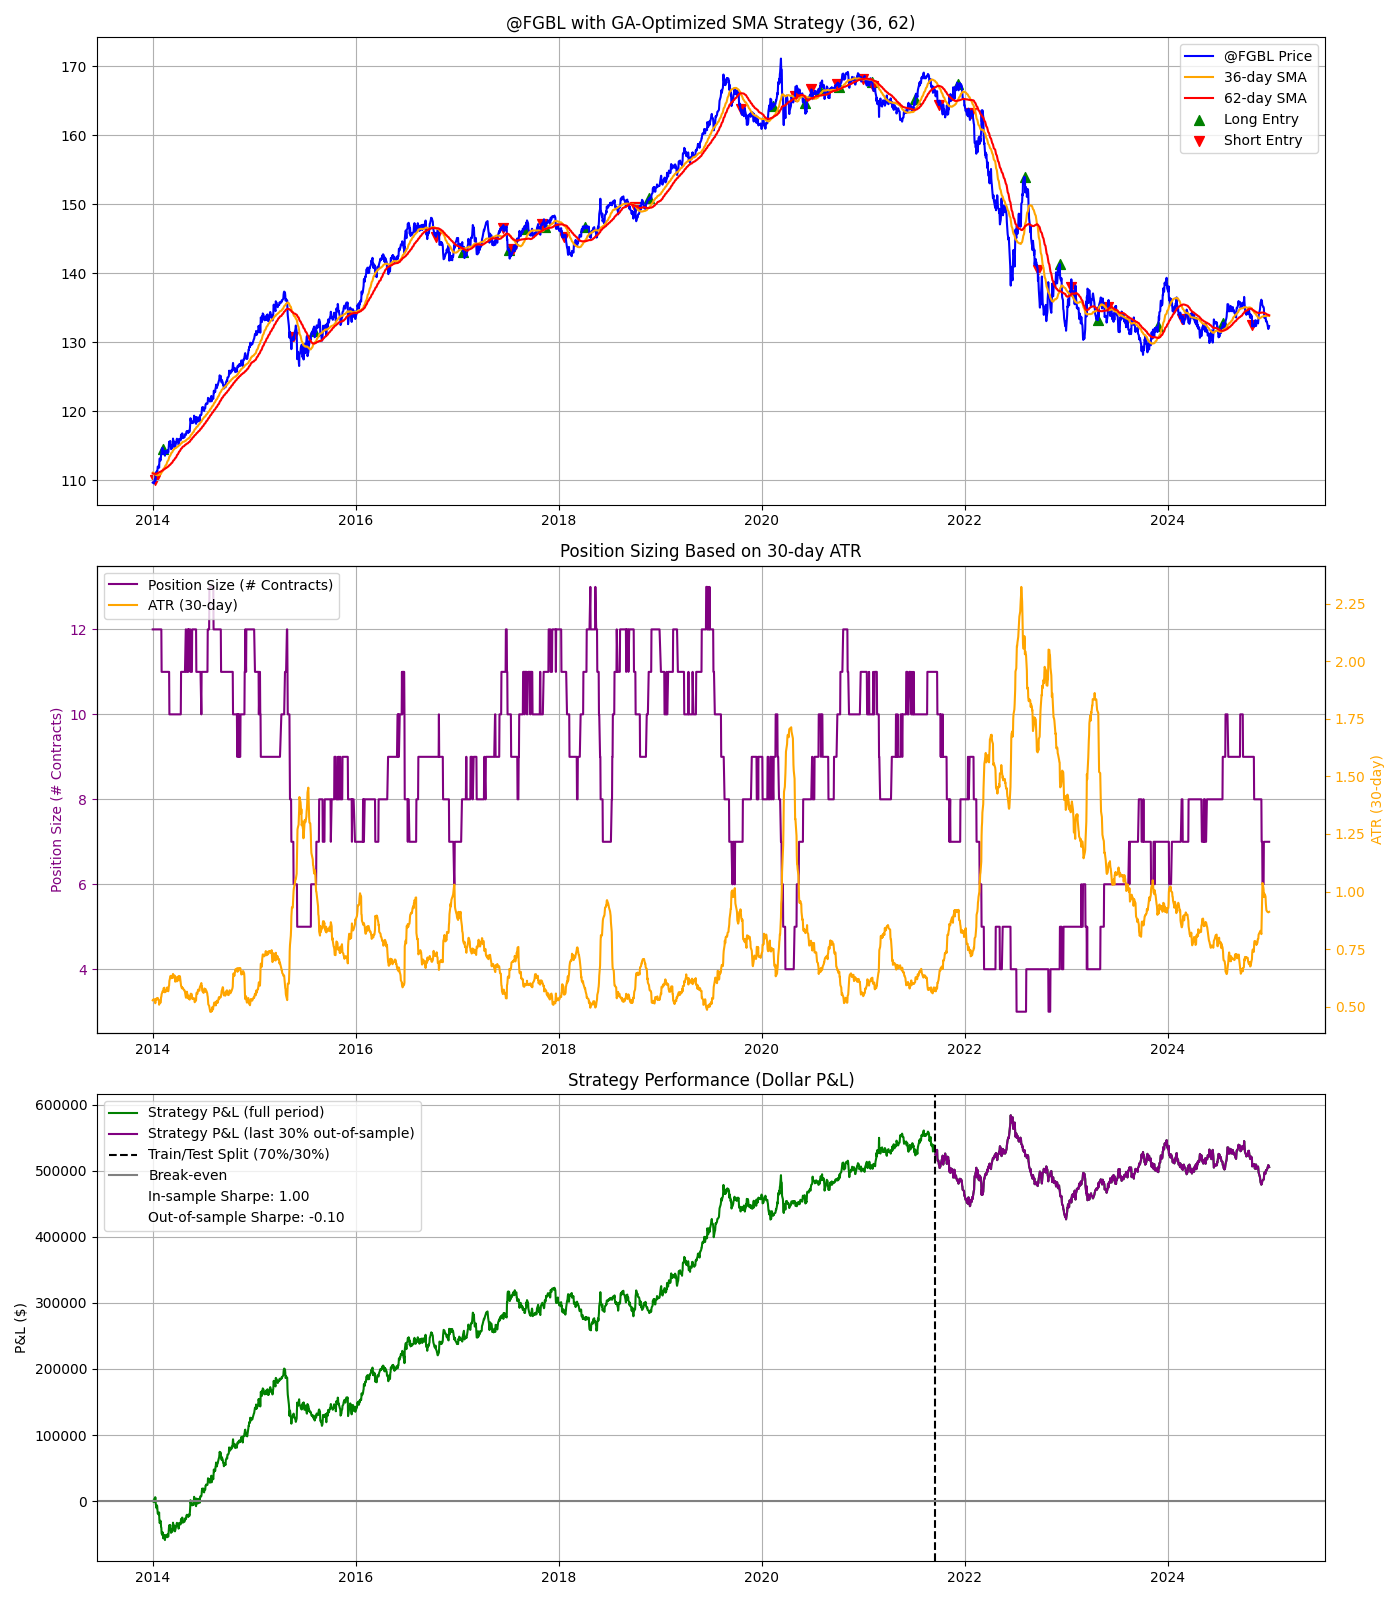 @FGBL with GA-Optimized SMA Strategy (36, 62)
170
160
150
140
130
120
110
@FGBL Price
36-day SMA
62-day SMA
Long Entry
Short Entry
2014 2016 2018 2020 2022 2024
Position Sizing Based on 30-day ATR
Position Size (# Contracts)
12
10
8
6
4
Position Size (# Contracts)
ATR (30-day)
2.25
2.00
1.75
1.50
1.25
1.00
0.75
0.50
ATR (30-day)
2014 2016 2018 2020 2022 2024
Strategy Performance (Dollar P&L)
P&L ($)
600000
500000
400000
300000
200000
100000
0
Strategy P&L (full period)
Strategy P&L (last 30% out-of-sample)
Train/Test Split (70%/30%)
Break-even
In-sample Sharpe: 1.00
Out-of-sample Sharpe: -0.10
2014 2016 2018 2020 2022 2024